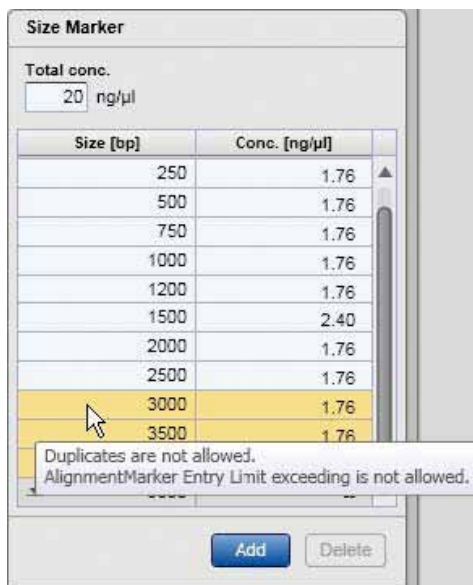 Size Marker
Total conc.
20 ng/µl
Size [bp] Conc. [ng/µl]
250 1.76
500 1.76
750 1.76
1000 1.76
1200 1.76
1500 2.40
2000 1.76
2500 1.76
3000 1.76
3500 1.76
Duplicates are not allowed.
AlignmentMarker Entry Limit exceeding is not allowed.
Add Delete